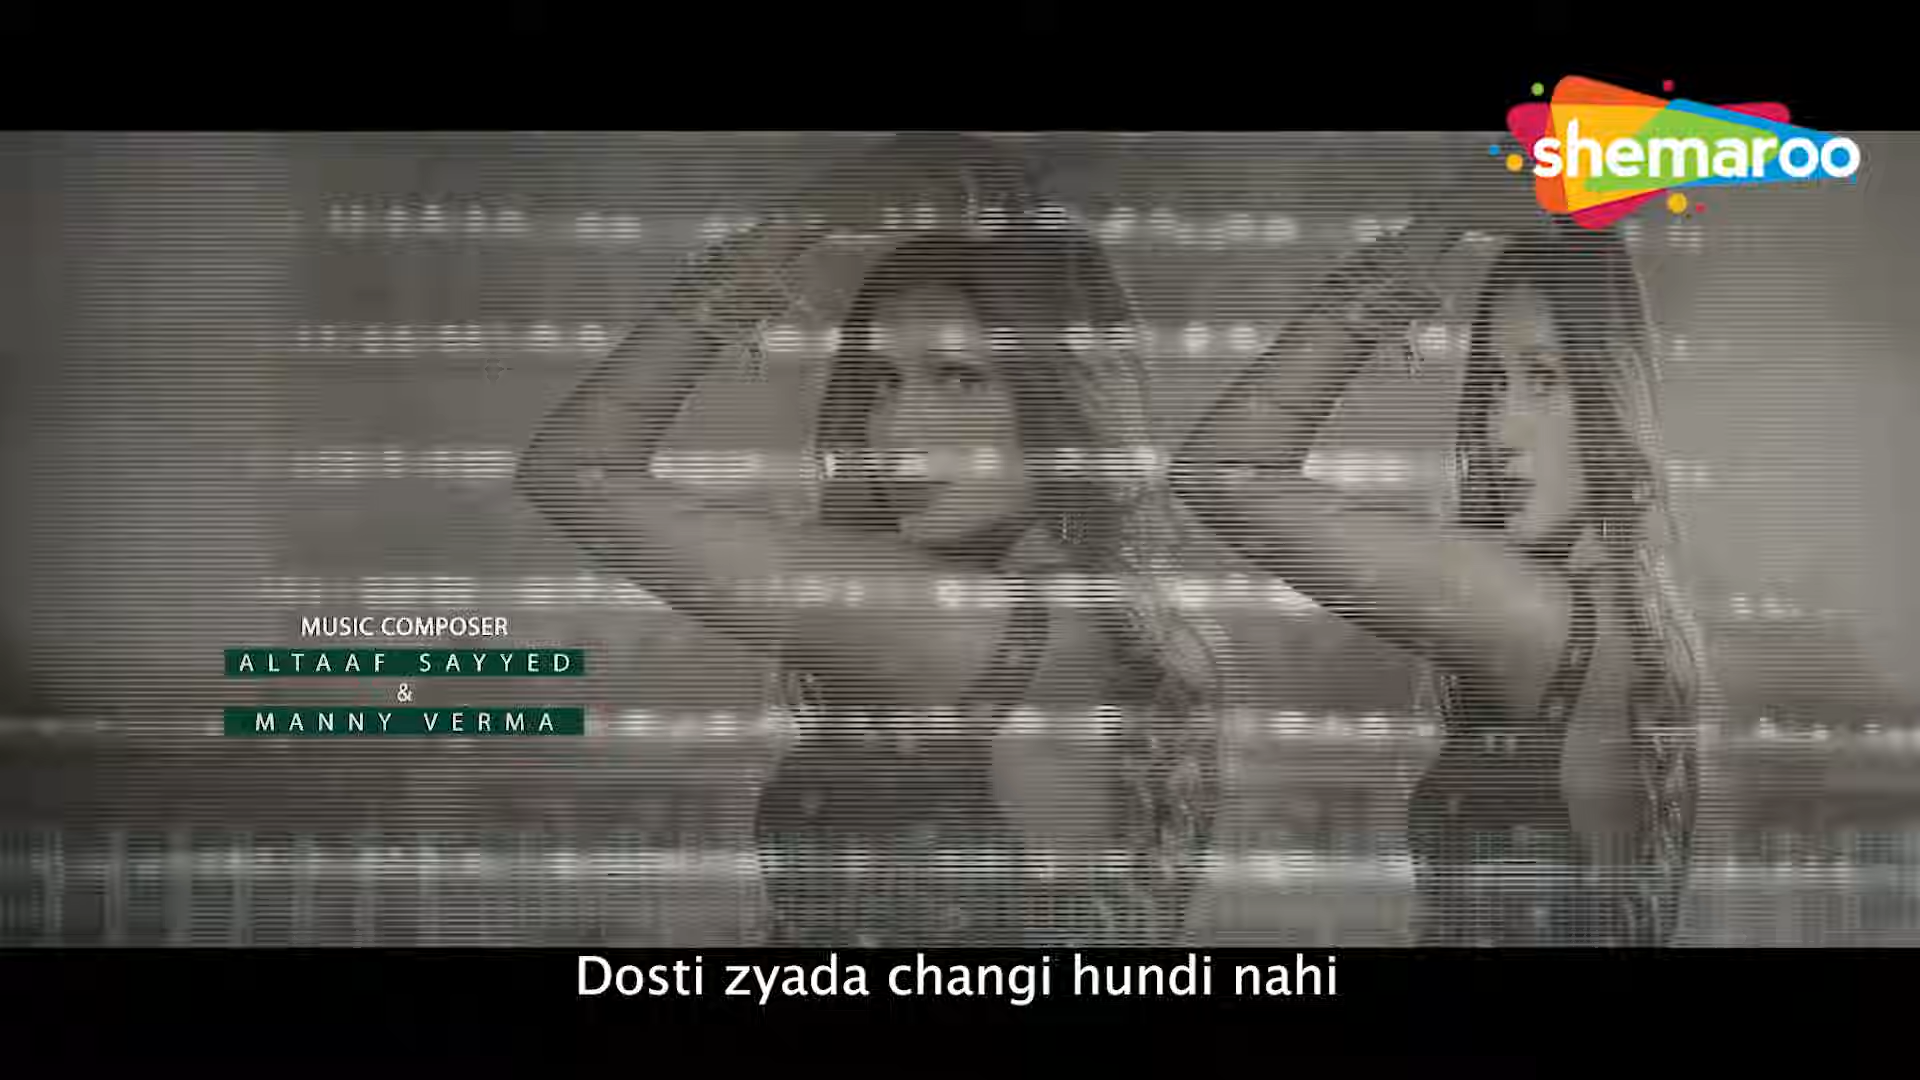 shemaroo
MUSIC COMPOSER
ALTAAF SAYYED
&
MANNY VERMA
Dosti zyada changi hundi nahi